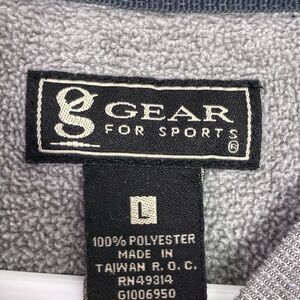 GEAR
FOR SPORTS
®
L
100% POLYESTER
MADE IN
TAIWAN R.O.C.
RN49314
G1006950